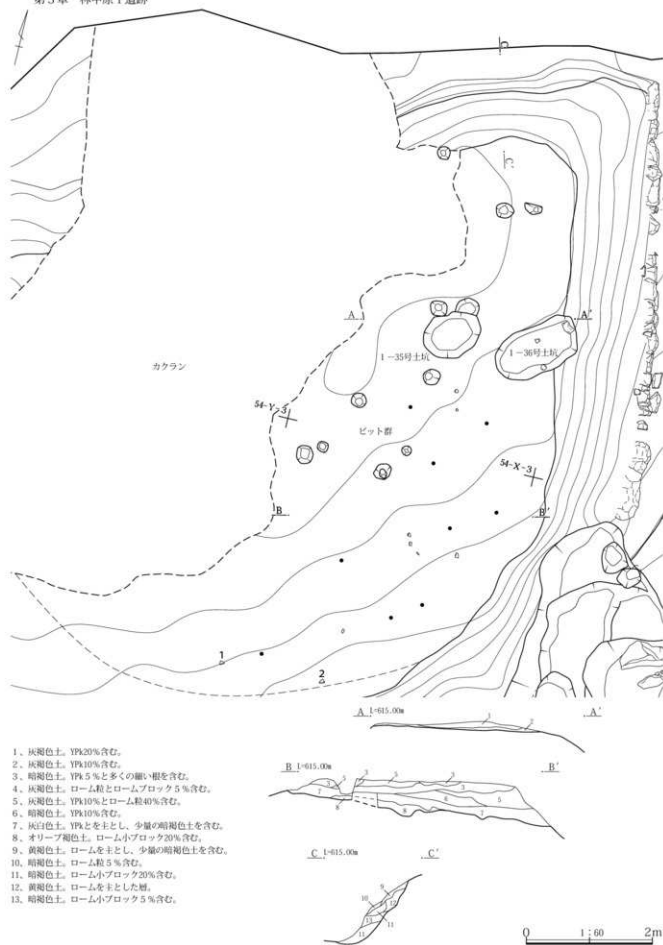 第3章 林中原Ⅰ遺跡
C
C'
A
A'
1－35号土坑
1－36号土坑
カクラン
54-Y-3
ピット群
54-X-3
B
B'
1
2
A L=615.00m A'
1
2
1、灰褐色土。YPk20%含む。
2、灰褐色土。YPk10%含む。
3、暗褐色土。YPk5%と多くの細い根を含む。
4、灰褐色土。ローム粒とロームブロック5%含む。
5、灰褐色土。YPk10%とローム粒40%含む。
6、暗褐色土。YPk10%含む。
7、灰白色土。YPkとを主とし、少量の暗褐色土を含む。
8、オリーブ褐色土。ローム小ブロック20%含む。
9、黄褐色土。ロームを主とし、少量の暗褐色土を含む。
10、暗褐色土。ローム粒5%含む。
11、暗褐色土。ローム小ブロック20%含む。
12、黄褐色土。ロームを主とした層。
13、暗褐色土。ローム小ブロック5%含む。
B L=615.00m B'
C L=615.00m C'
0 1:60 2m